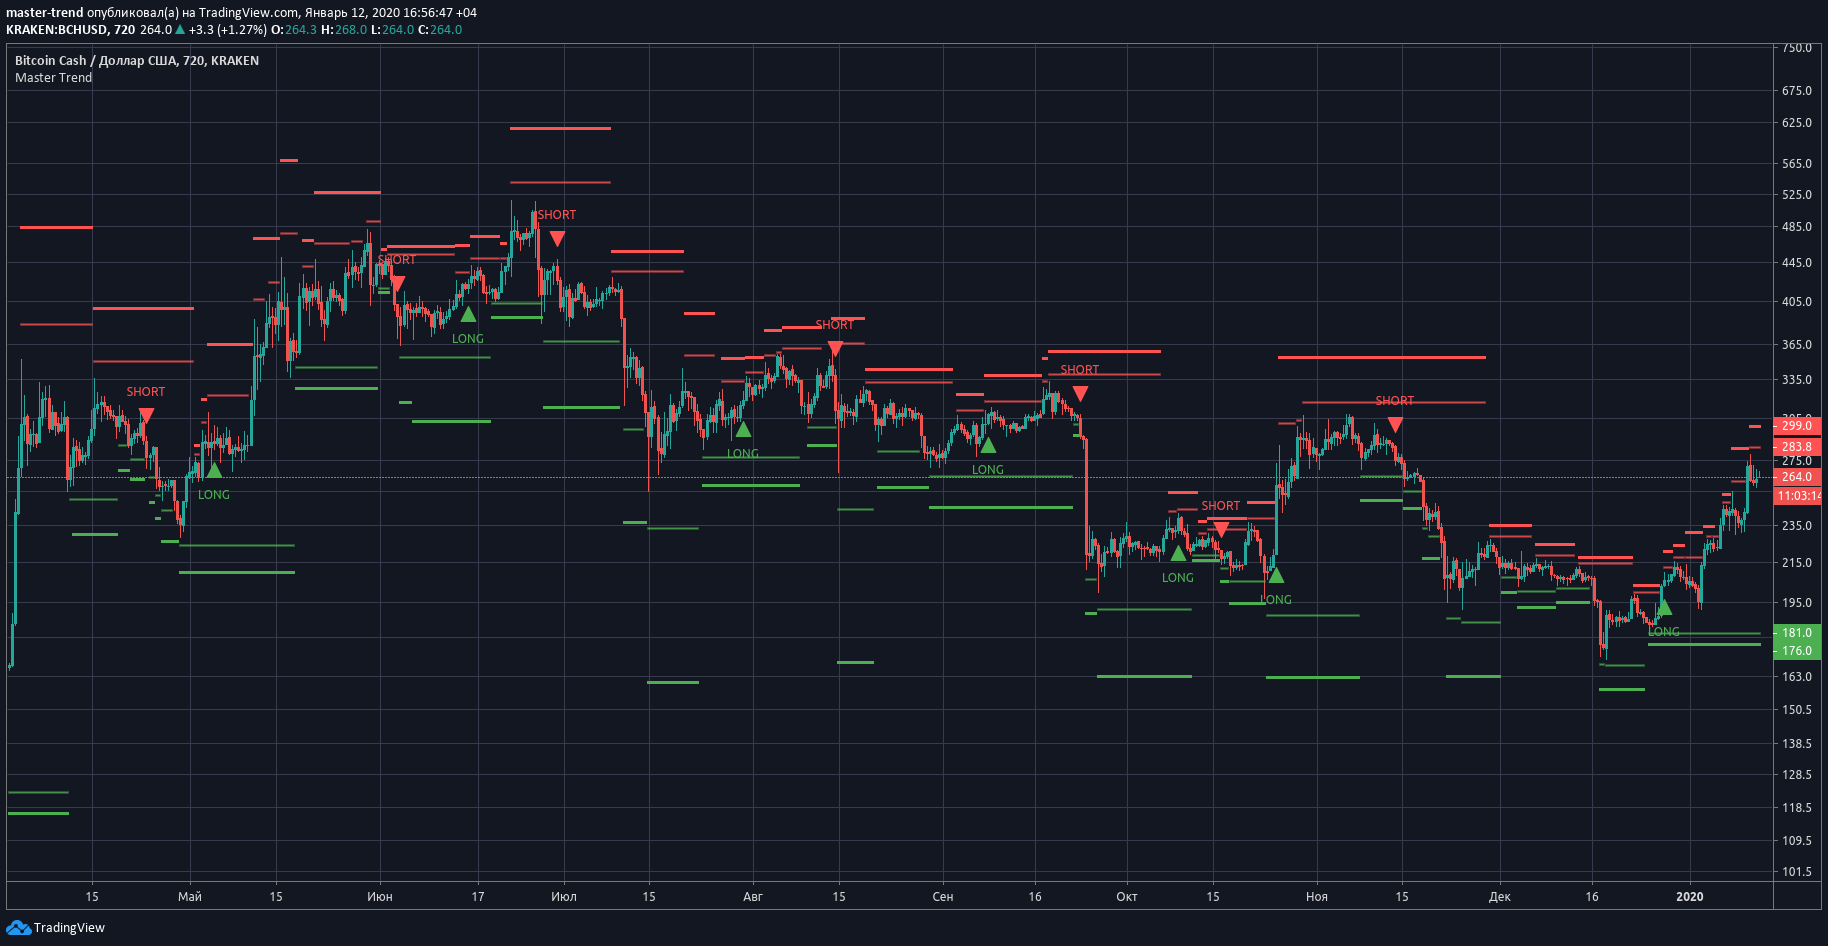 master-trend опубликовал(а) на TradingView.com, Январь 12, 2020 16:56:47 +04
KRAKEN:BCHUSD, 720 264.0 ▲ +3.3 (+1.27%) O:264.3 H:268.0 L:264.0 C:264.0
Bitcoin Cash / Доллар США, 720, KRAKEN
Master Trend
750.0
675.0
625.0
565.0
525.0
SHORT
485.0
SHORT
445.0
405.0
SHORT
LONG
365.0
SHORT
335.0
SHORT
SHORT
299.0
LONG
283.8
275.0
LONG
264.0
LONG
11:03:14
SHORT
235.0
LONG
215.0
LONG
195.0
LONG
181.0
176.0
163.0
150.5
138.5
128.5
118.5
109.5
101.5
15 Май 15 Июн 17 Июл 15 Авг 15 Сен 16 Окт 15 Ноя 15 Дек 16 2020
TradingView